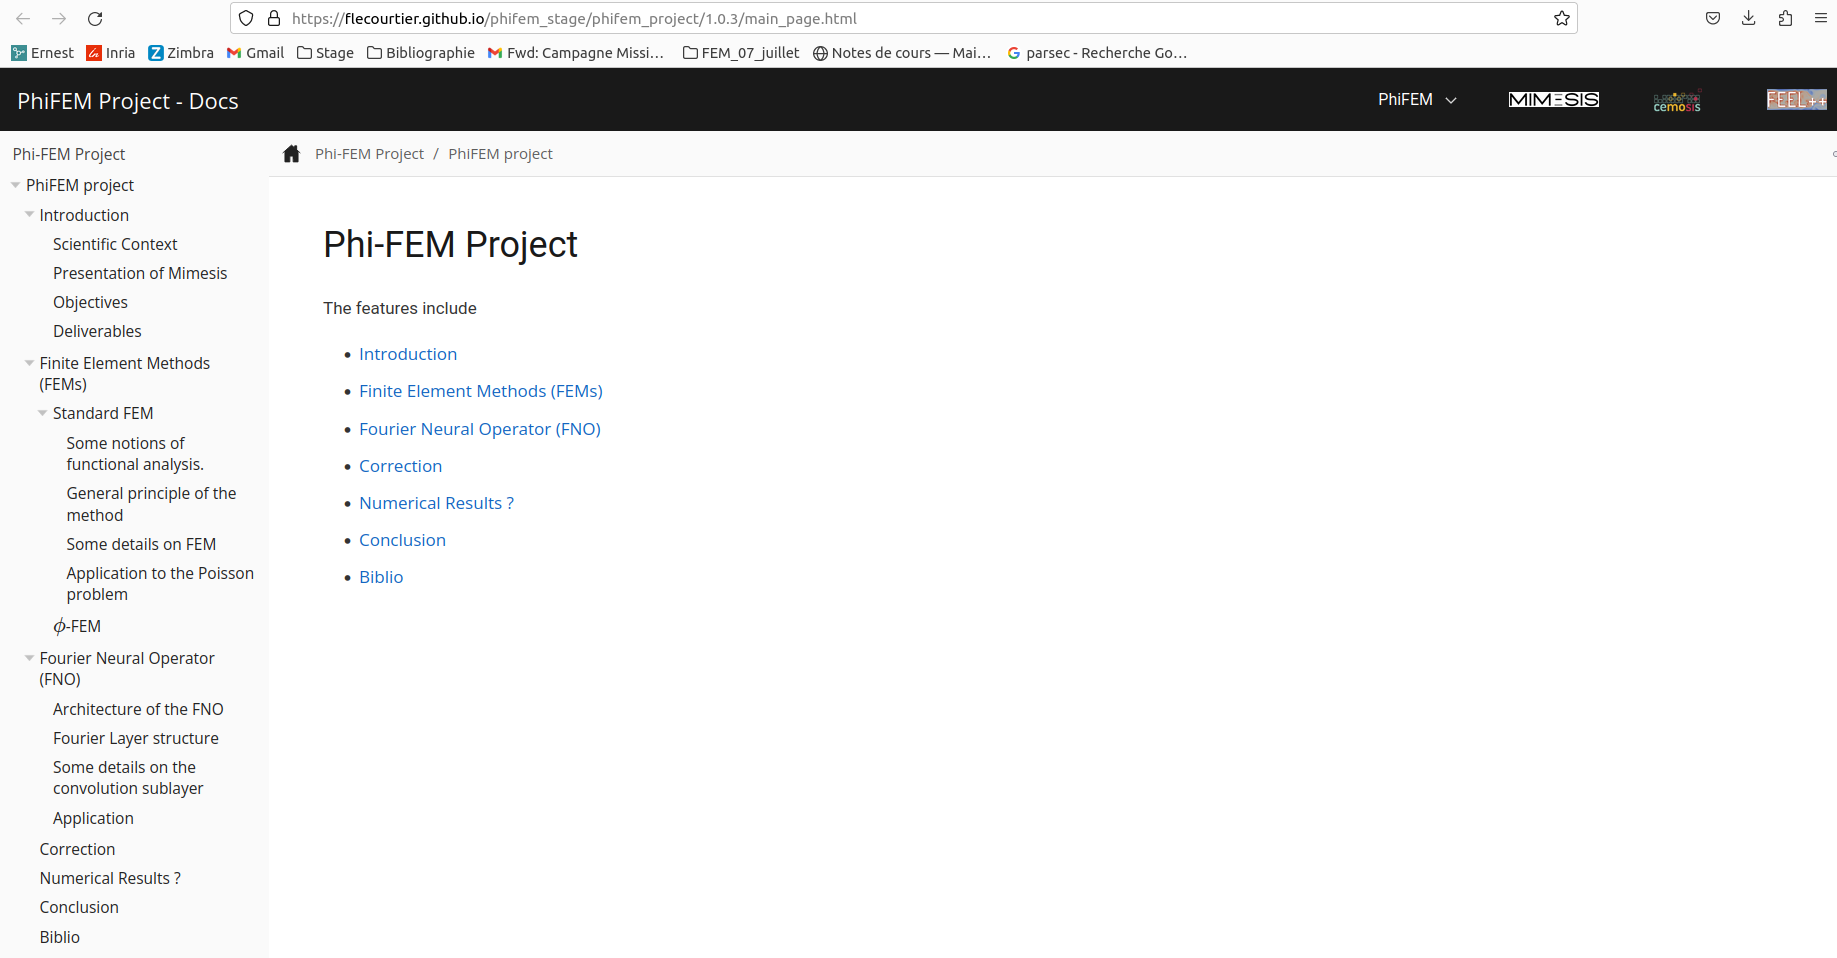 https://flecourtier.github.io/phifem_stage/phifem_project/1.0.3/main_page.html
Ernest Inria Zimbra Gmail Stage Bibliographie Fwd: Campagne Missi… FEM_07_juillet Notes de cours — Mai… parsec - Recherche Go…
PhiFEM Project - Docs PhiFEM MIMESIS cemosis FEEL++
Phi-FEM Project
PhiFEM project
Introduction
Scientific Context
Presentation of Mimesis
Objectives
Deliverables
Finite Element Methods
(FEMs)
Standard FEM
Some notions of
functional analysis.
General principle of the
method
Some details on FEM
Application to the Poisson
problem
ϕ-FEM
Fourier Neural Operator
(FNO)
Architecture of the FNO
Fourier Layer structure
Some details on the
convolution sublayer
Application
Correction
Numerical Results ?
Conclusion
Biblio
Phi-FEM Project / PhiFEM project
Phi-FEM Project
The features include
Introduction
Finite Element Methods (FEMs)
Fourier Neural Operator (FNO)
Correction
Numerical Results ?
Conclusion
Biblio